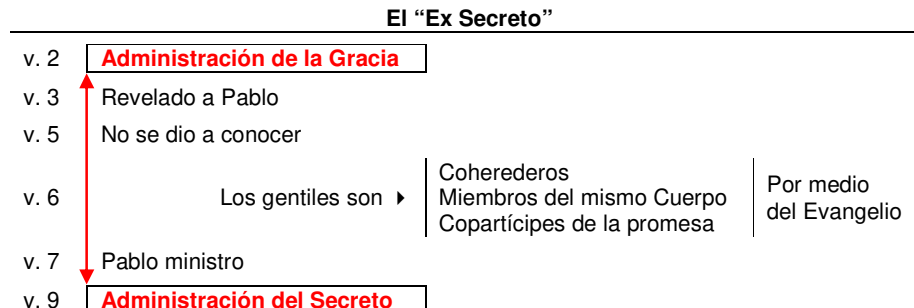 El “Ex Secreto”
v. 2 Administración de la Gracia
v. 3 Revelado a Pablo
v. 5 No se dio a conocer
v. 6 Los gentiles son Coherederos
Miembros del mismo Cuerpo
Copartícipes de la promesa
Por medio
del Evangelio
v. 7 Pablo ministro
v. 9 Administración del Secreto